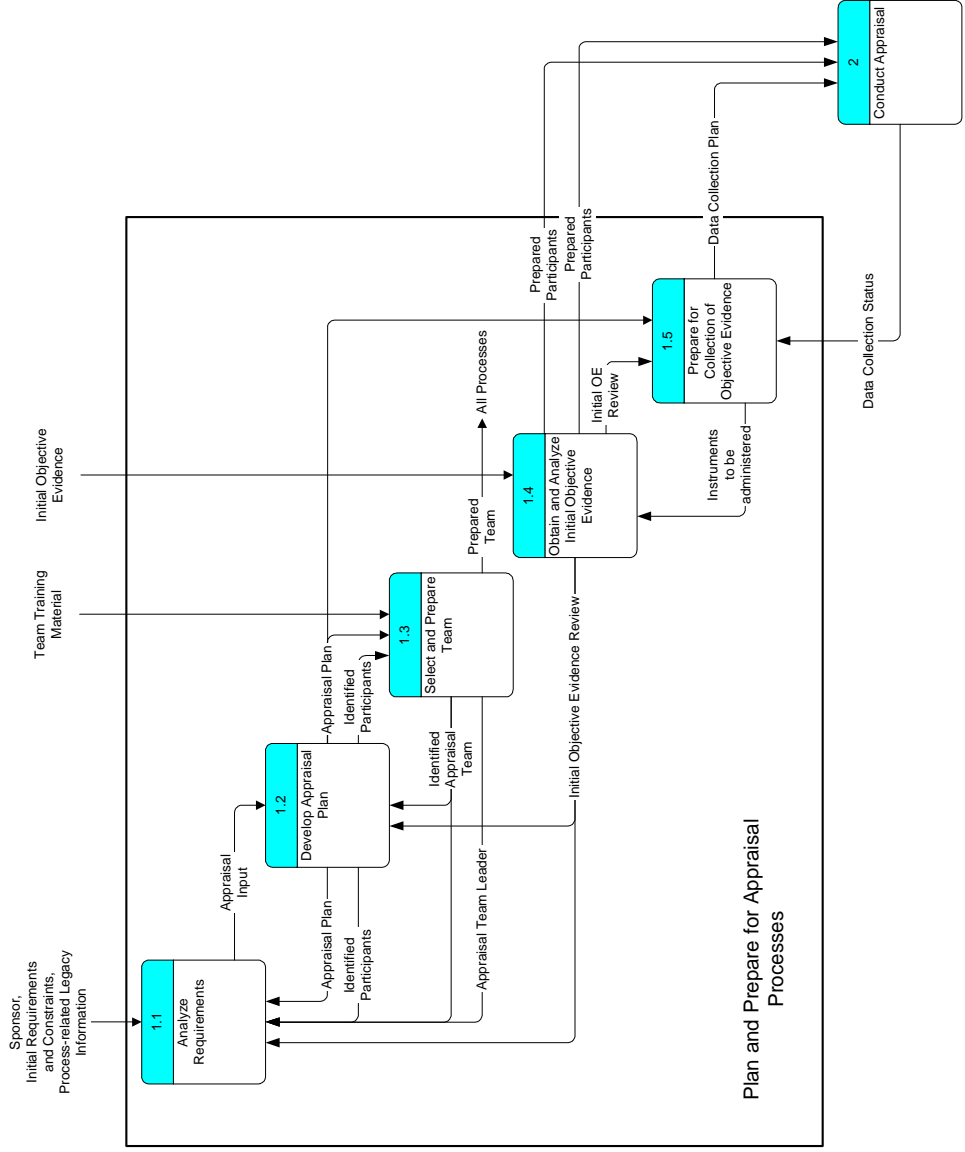 Sponsor,
Initial Requirements
and Constraints,
Process-related Legacy
Information
Team Training
Material
Initial Objective
Evidence
1.1
Analyze
Requirements
Appraisal
Input
1.2
Develop Appraisal
Plan
Appraisal Plan
Identified
Participants
Appraisal Plan
Identified
Participants
1.3
Select and Prepare
Team
Identified
Appraisal
Team
Appraisal Team Leader
Prepared
Team
All Processes
1.4
Obtain and Analyze
Initial Objective
Evidence
Initial Objective Evidence Review
Initial OE
Review
Prepared
Participants
Prepared
Participants
1.5
Prepare for
Collection of
Objective Evidence
Instruments
to be
administered
Data Collection Plan
Data Collection Status
2
Conduct Appraisal
Plan and Prepare for Appraisal
Processes